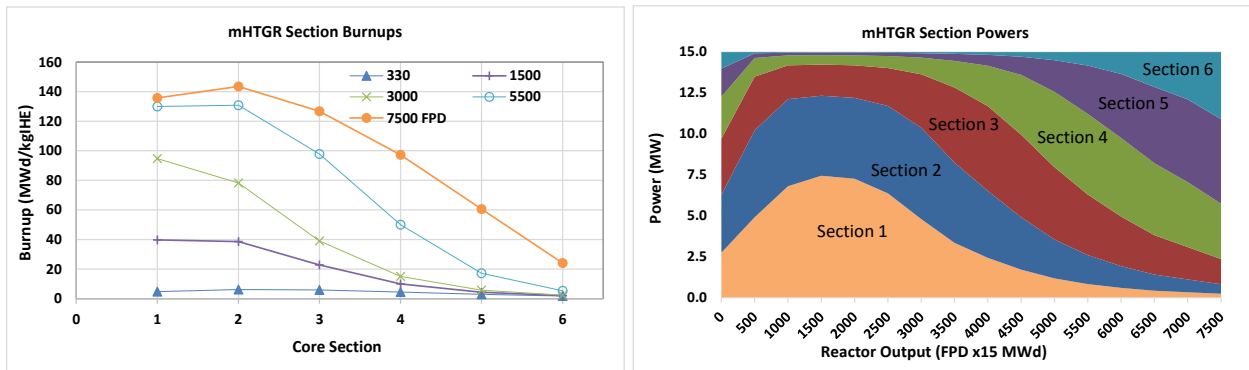 mHTGR Section Burnups
160
140
120
100
80
60
40
20
0
330
1500
3000
5500
7500 FPD
Burnup (MWd/kgIHE)
0 1 2 3 4 5 6
Core Section
mHTGR Section Powers
15.0
12.5
10.0
7.5
5.0
2.5
0.0
Power (MW)
Section 6
Section 5
Section 4
Section 3
Section 2
Section 1
0 500 1000 1500 2000 2500 3000 3500 4000 4500 5000 5500 6000 6500 7000 7500
Reactor Output (FPD x15 MWd)